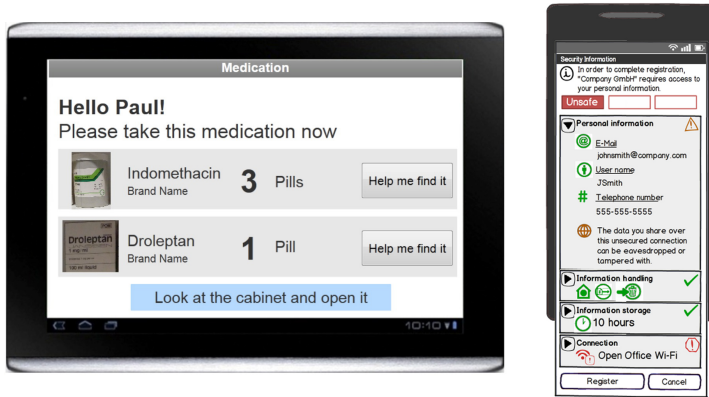 Medication
Hello Paul!
Please take this medication now
Indomethacin
Brand Name
3
Pills
Help me find it
Droleptan
Droleptan
Brand Name
1
Pill
Help me find it
Look at the cabinet and open it
10:10
Security Information
In order to complete registration,
"Company GmbH" requires access to
your personal information.
Unsafe
Personal information
E-Mail
johnsmith@company.com
User name
JSmith
Telephone number
555-555-5555
The data you share over
this unsecured connection
can be eavesdropped or
tampered with.
Information handling
Information storage
10 hours
Connection
Open Office Wi-Fi
Register
Cancel